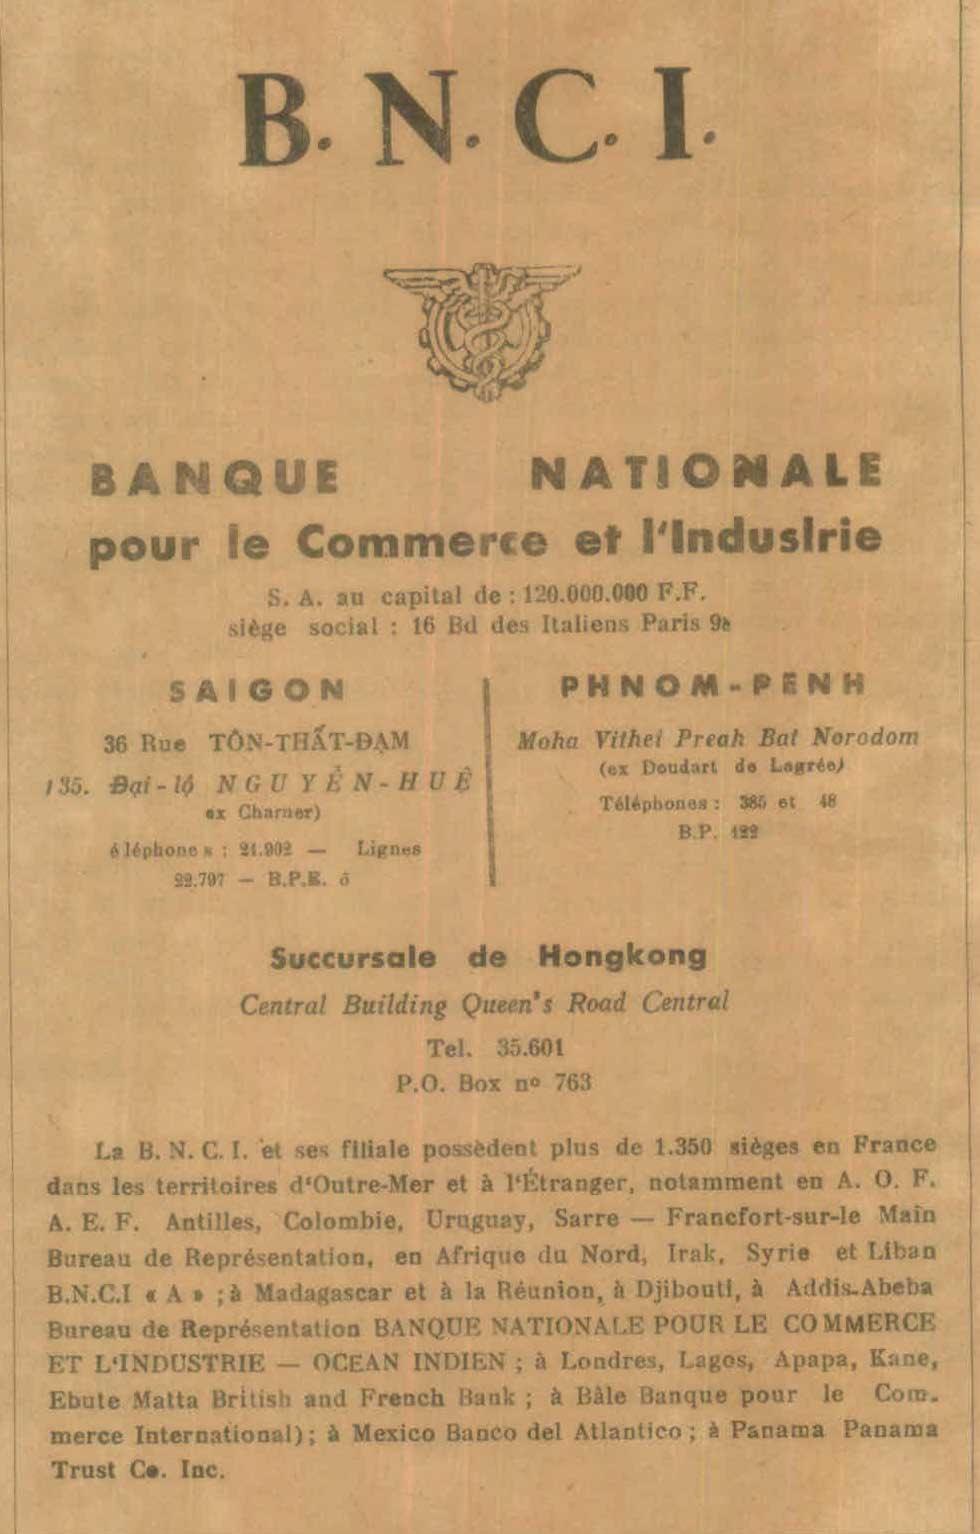 B. N. C. I.
BANQUE NATIONALE
pour le Commerce et l'Industrie
S. A. au capital de : 120.000.000 F.F.
siège social : 16 Bd des Italiens Paris 9e
SAIGON
36 Rue TÔN-THẤT-ĐẠM
135. Đại-lộ NGUYỄN-HUÊ
ex Charner)
éléphones : 21.902 — Lignes
22.797 — B.P.E. ô
PHNOM-PENH
Moha Vithei Preah Bat Norodom
(ex Doudart de Lagrée)
Téléphones : 385 et 48
B.P. 122
Succursale de Hongkong
Central Building Queen's Road Central
Tel. 35.601
P.O. Box nº 763
La B. N. C. I. et ses filiale possèdent plus de 1.350 sièges en France
dans les territoires d'Outre-Mer et à l'Étranger, notamment en A. O. F.
A. E. F. Antilles, Colombie, Uruguay, Sarre — Francfort-sur-le Main
Bureau de Représentation, en Afrique du Nord, Irak, Syrie et Liban
B.N.C.I « A » ; à Madagascar et à la Réunion, à Djibouti, à Addis-Abeba
Bureau de Représentation BANQUE NATIONALE POUR LE COMMERCE
ET L'INDUSTRIE — OCEAN INDIEN ; à Londres, Lagos, Apapa, Kane,
Ebute Matta British and French Bank ; à Bâle Banque pour le Com-
merce International) ; à Mexico Banco del Atlantico ; à Panama Panama
Trust Co. Inc.